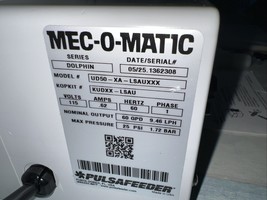 MEC-O-MATIC
SERIES DATE/SERIAL#
DOLPHIN 05/25.1362308
MODEL# UD50-XA-LSAUXXX
KOPKIT# KUDXX-LSAU
VOLTS AMPS HERTZ PHASE
115 62 60
NOMINAL OUTPUT 60 GPD 9.46 LPH
MAX PRESSURE 25 PSI 1.72 BAR
PULSAFEEDER